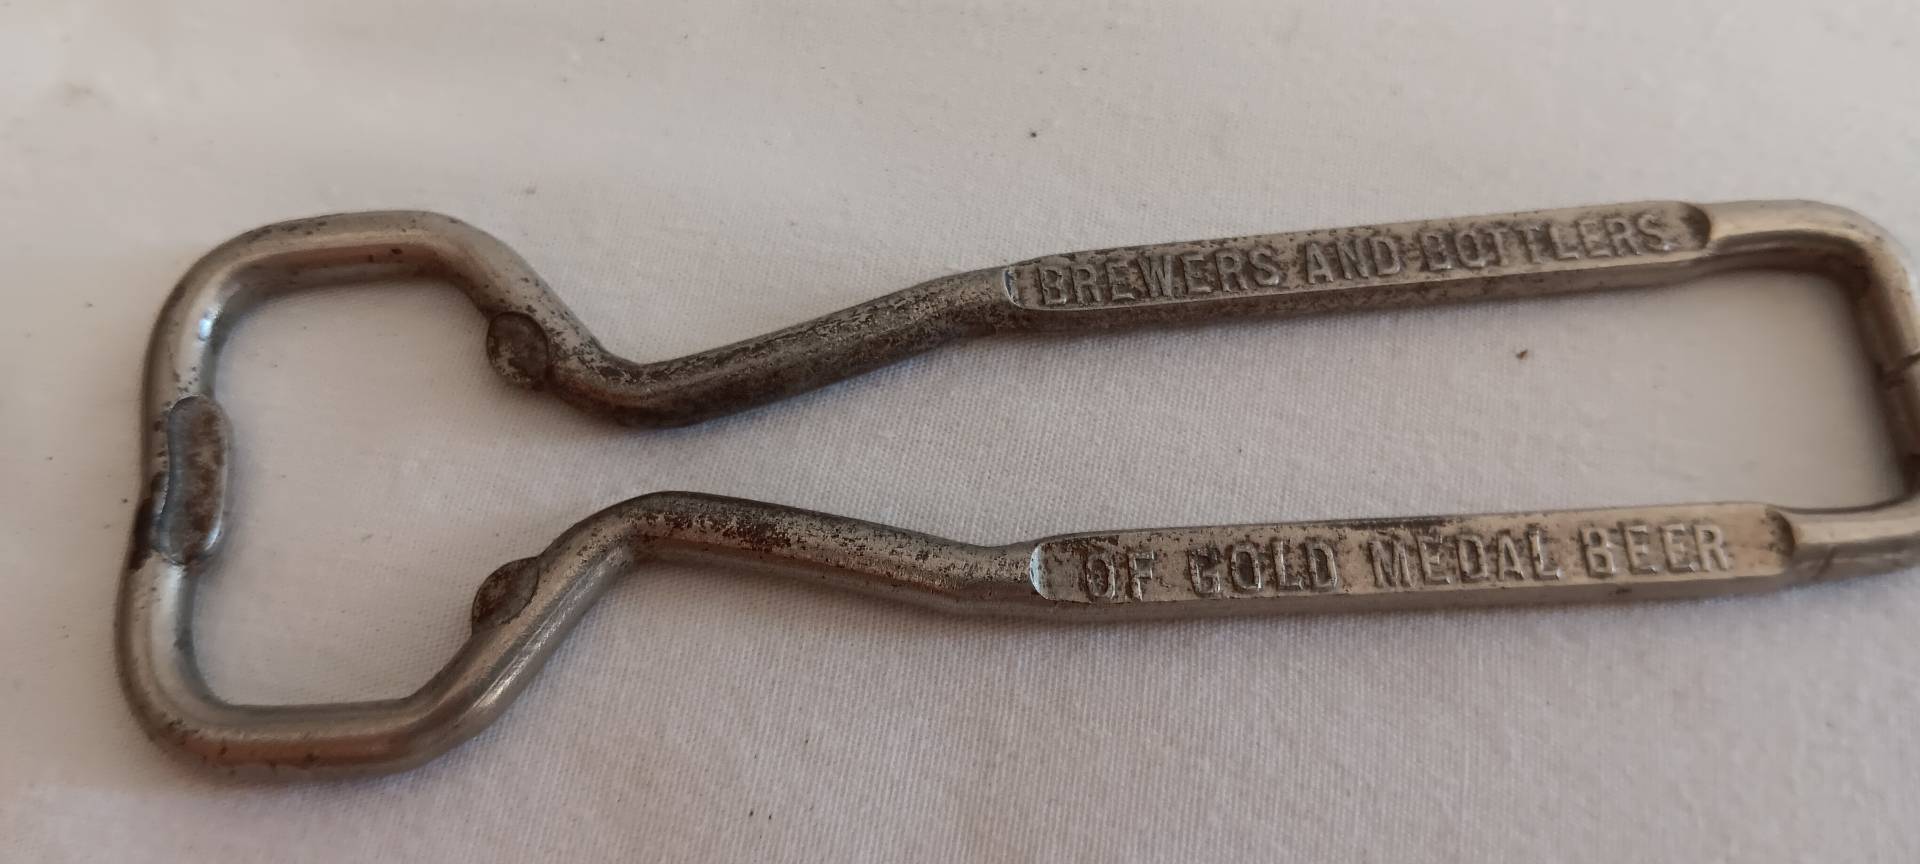 BREWERS AND BOTTLERS
OF GOLD MEDAL BEER